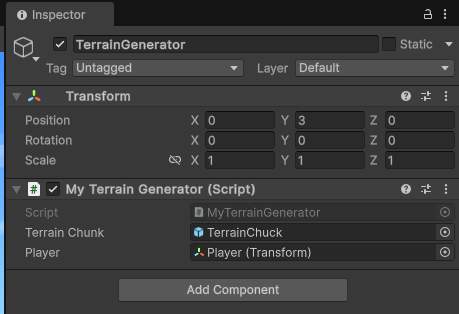 Inspector
TerrainGenerator
Static
Tag Untagged Layer Default
Transform
Position X 0 Y 3 Z 0
Rotation X 0 Y 0 Z 0
Scale X 1 Y 1 Z 1
# My Terrain Generator (Script)
Script # MyTerrainGenerator
Terrain Chunk TerrainChuck
Player Player (Transform)
Add Component